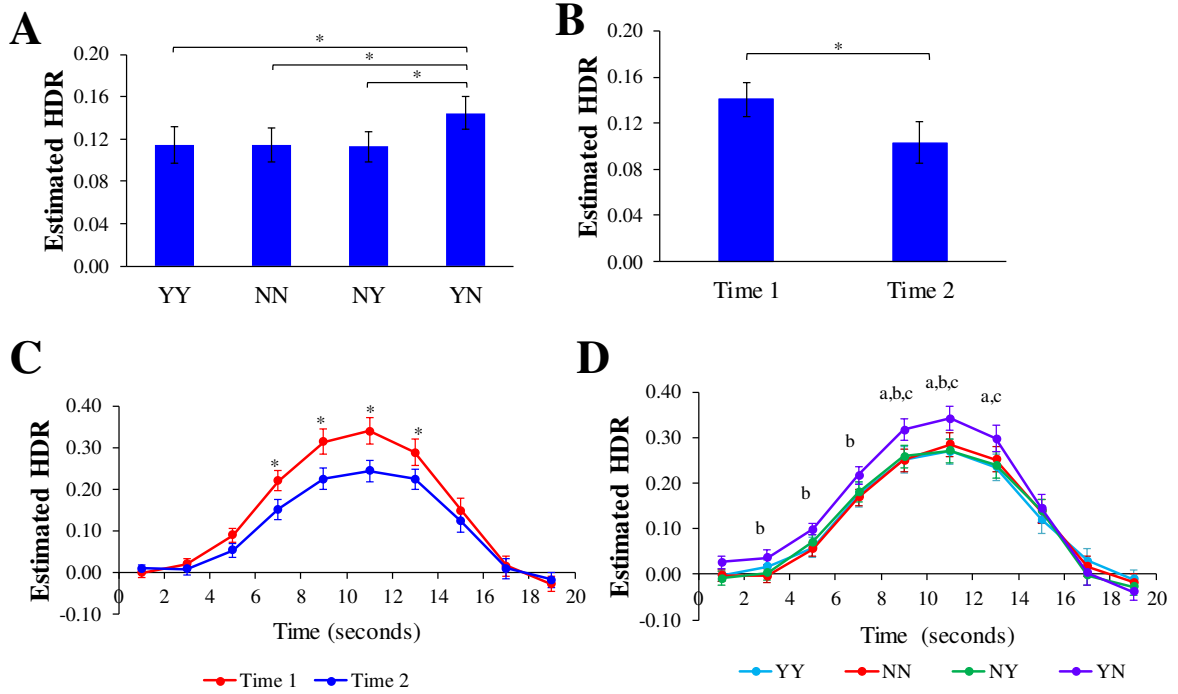 A
Estimated HDR
0.20
0.16
0.12
0.08
0.04
0.00
* 
*
*
YY NN NY YN
B
Estimated HDR
0.20
0.16
0.12
0.08
0.04
0.00
*
Time 1 Time 2
C
Estimated HDR
0.40
0.30
0.20
0.10
0.00
-0.10
* * * *
0 2 4 6 8 10 12 14 16 18 20
Time (seconds)
Time 1 Time 2
D
Estimated HDR
0.40
0.30
0.20
0.10
0.00
-0.10
b b b a,b,c a,b,c a,c
0 2 4 6 8 10 12 14 16 18 20
Time (seconds)
YY NN NY YN